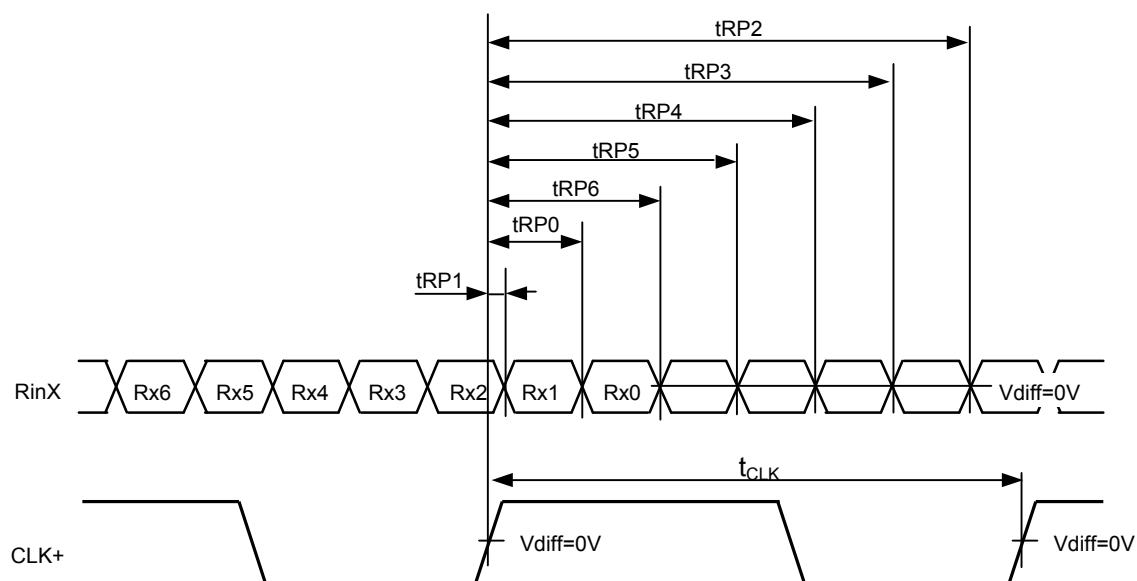 tRP2
tRP3
tRP4
tRP5
tRP6
tRP0
tRP1
RinX Rx6 Rx5 Rx4 Rx3 Rx2 Rx1 Rx0 Vdiff=0V
tCLK
CLK+ Vdiff=0V Vdiff=0V